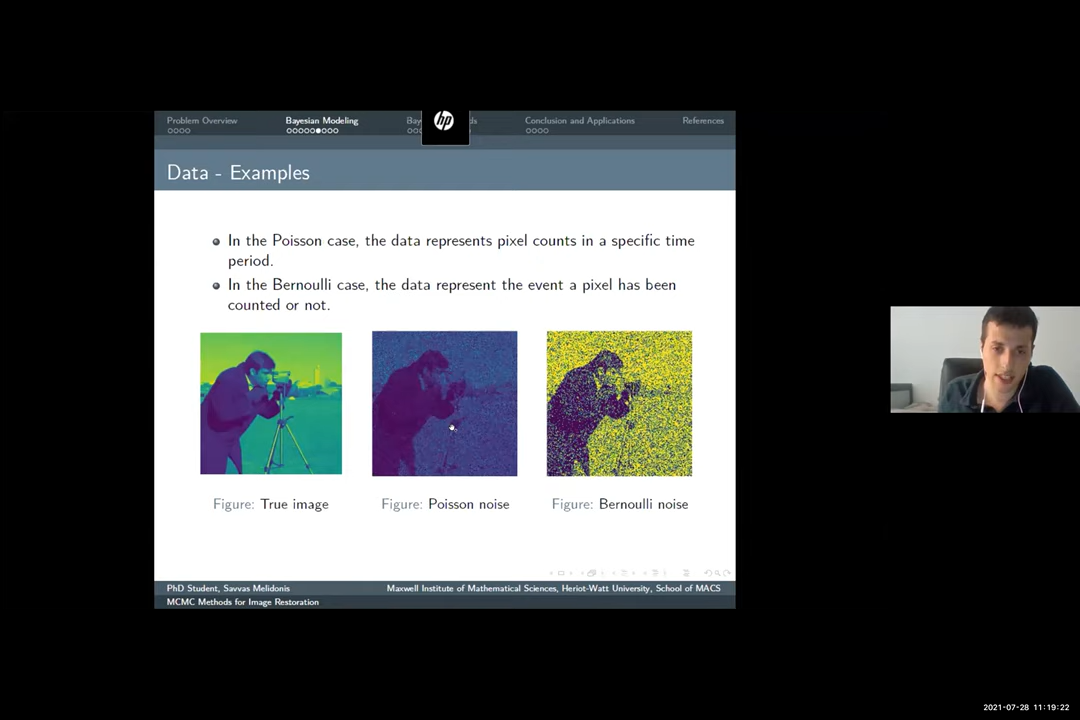 Problem Overview Bayesian Modeling Conclusion and Applications References
hp
Data - Examples
In the Poisson case, the data represents pixel counts in a specific time
period.
In the Bernoulli case, the data represent the event a pixel has been
counted or not.
Figure: True image Figure: Poisson noise Figure: Bernoulli noise
PhD Student, Savvas Melidonis Maxwell Institute of Mathematical Sciences, Heriot-Watt University, School of MACS
MCMC Methods for Image Restoration
2021-07-28 11:19:22